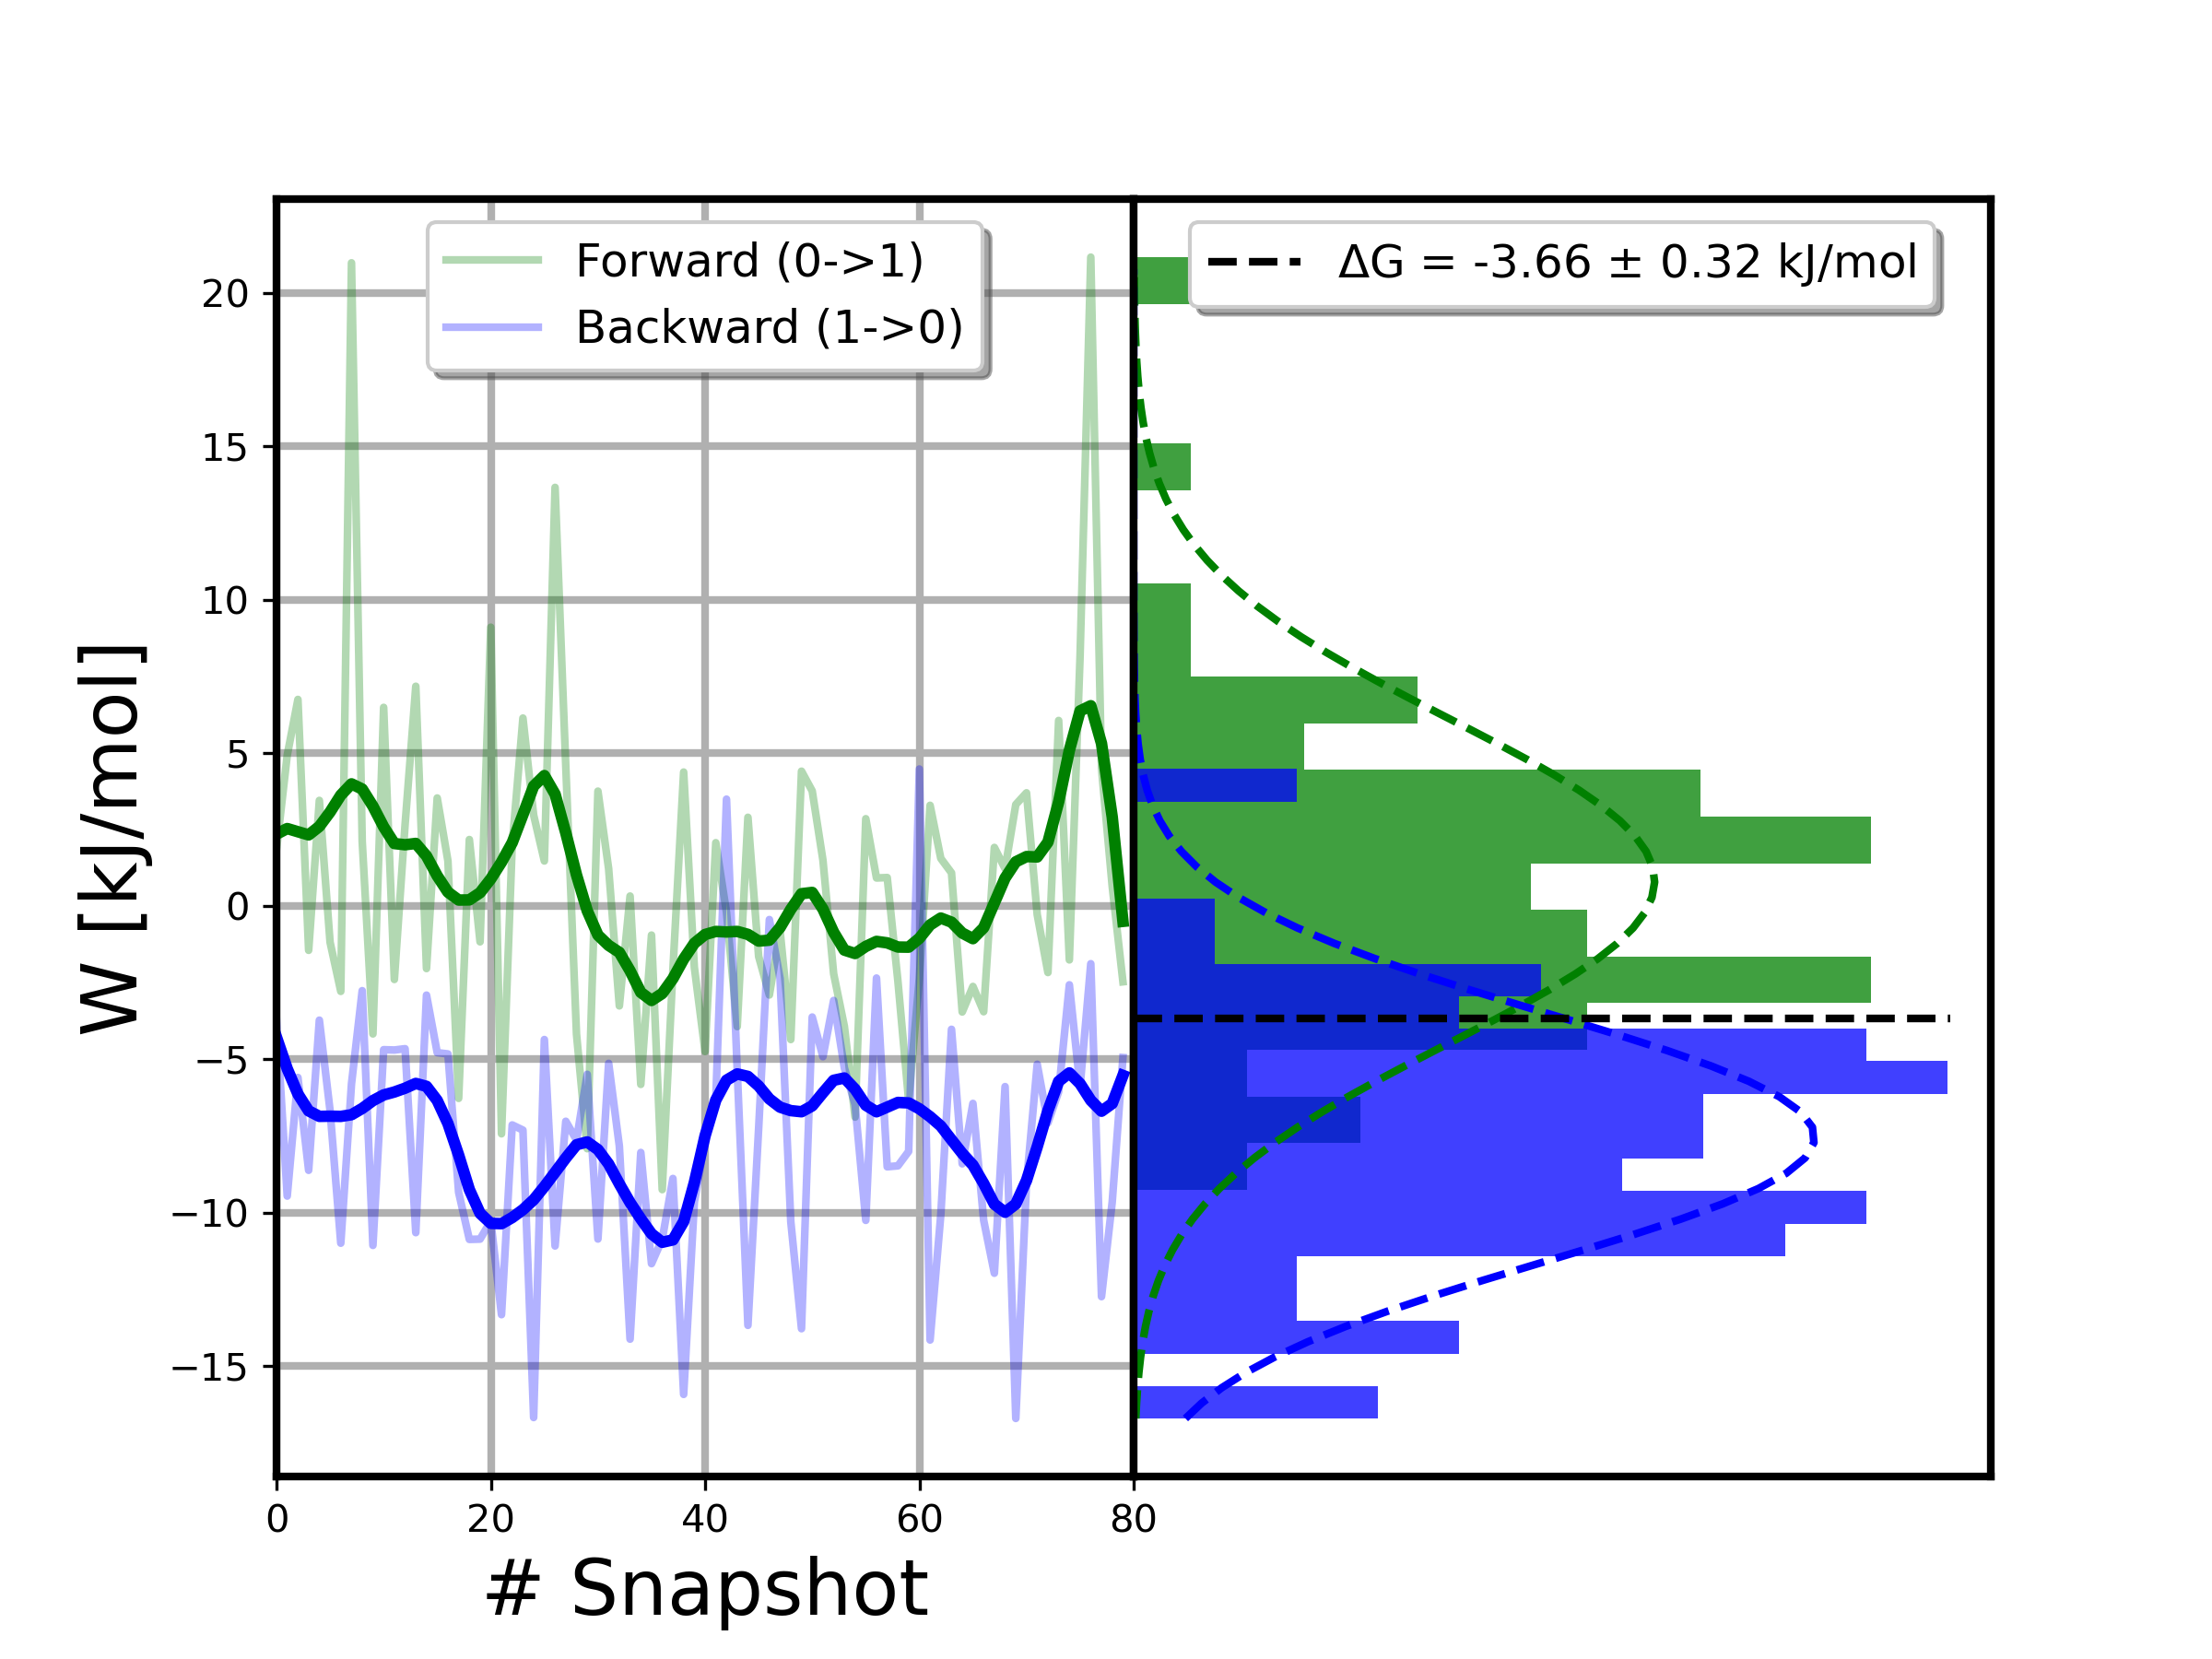 Forward (0->1)
Backward (1->0)
ΔG = -3.66 ± 0.32 kJ/mol
20
15
10
5
0
−5
−10
−15
W [kJ/mol]
0
20
40
60
80
# Snapshot